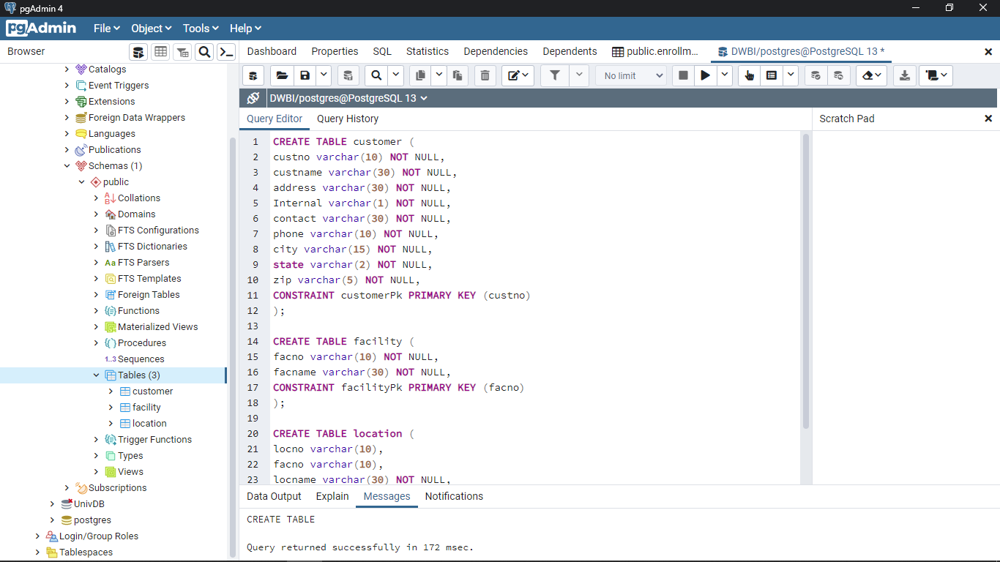 pgAdmin 4
pgAdmin File Object Tools Help
Browser
Dashboard Properties SQL Statistics Dependencies Dependents public.enrollm... DWBI/postgres@PostgreSQL 13 *
No limit
DWBI/postgres@PostgreSQL 13
Query Editor Query History
Scratch Pad
Catalogs
Event Triggers
Extensions
Foreign Data Wrappers
Languages
Publications
Schemas (1)
public
Collations
Domains
FTS Configurations
FTS Dictionaries
Aa FTS Parsers
FTS Templates
Foreign Tables
Functions
Materialized Views
Procedures
1..3 Sequences
Tables (3)
customer
facility
location
Trigger Functions
Types
Views
Subscriptions
UnivDB
postgres
Login/Group Roles
Tablespaces
1 CREATE TABLE customer (
2 custno varchar(10) NOT NULL,
3 custname varchar(30) NOT NULL,
4 address varchar(30) NOT NULL,
5 Internal varchar(1) NOT NULL,
6 contact varchar(30) NOT NULL,
7 phone varchar(10) NOT NULL,
8 city varchar(15) NOT NULL,
9 state varchar(2) NOT NULL,
10 zip varchar(5) NOT NULL,
11 CONSTRAINT customerPk PRIMARY KEY (custno)
12 );
13
14 CREATE TABLE facility (
15 facno varchar(10) NOT NULL,
16 facname varchar(30) NOT NULL,
17 CONSTRAINT facilityPk PRIMARY KEY (facno)
18 );
19
20 CREATE TABLE location (
21 locno varchar(10),
22 facno varchar(10),
23 locname varchar(30) NOT NULL,
Data Output Explain Messages Notifications
CREATE TABLE
Query returned successfully in 172 msec.